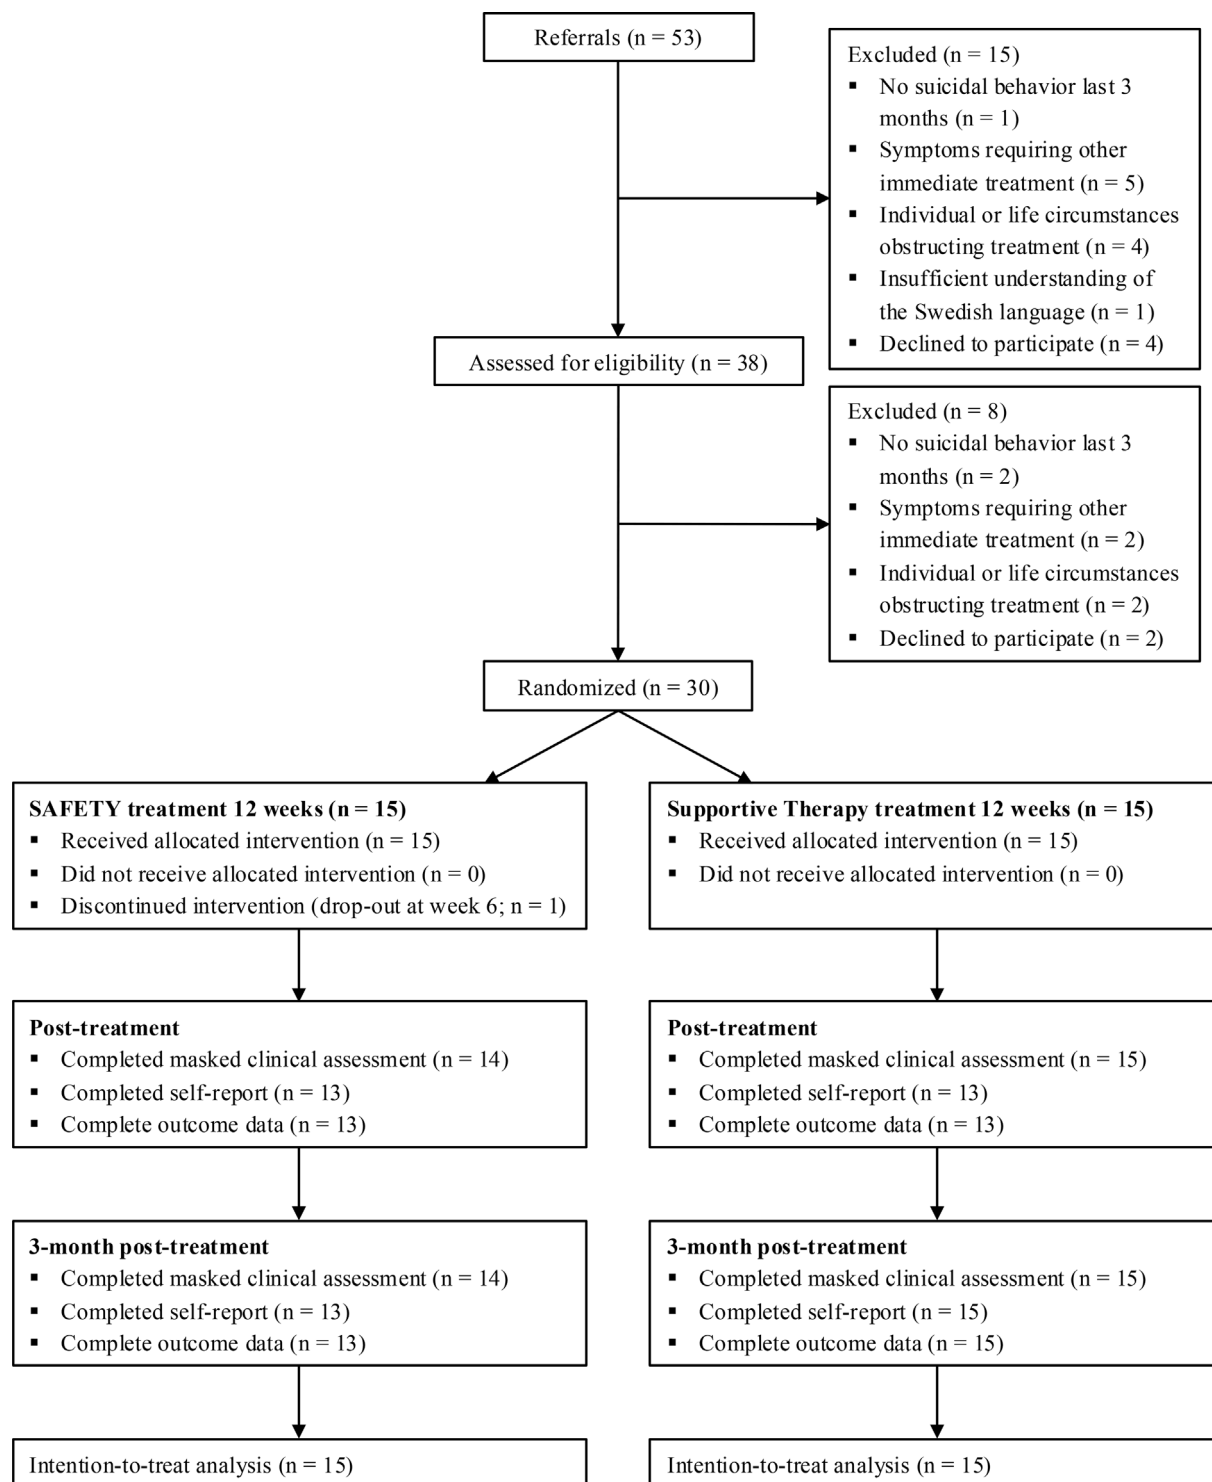 Referrals (n = 53)
Excluded (n = 15)
▪ No suicidal behavior last 3
months (n = 1)
▪ Symptoms requiring other
immediate treatment (n = 5)
▪ Individual or life circumstances
obstructing treatment (n = 4)
▪ Insufficient understanding of
the Swedish language (n = 1)
▪ Declined to participate (n = 4)
Assessed for eligibility (n = 38)
Excluded (n = 8)
▪ No suicidal behavior last 3
months (n = 2)
▪ Symptoms requiring other
immediate treatment (n = 2)
▪ Individual or life circumstances
obstructing treatment (n = 2)
▪ Declined to participate (n = 2)
Randomized (n = 30)
SAFETY treatment 12 weeks (n = 15)
▪ Received allocated intervention (n = 15)
▪ Did not receive allocated intervention (n = 0)
▪ Discontinued intervention (drop-out at week 6; n = 1)
Supportive Therapy treatment 12 weeks (n = 15)
▪ Received allocated intervention (n = 15)
▪ Did not receive allocated intervention (n = 0)
Post-treatment
▪ Completed masked clinical assessment (n = 14)
▪ Completed self-report (n = 13)
▪ Complete outcome data (n = 13)
Post-treatment
▪ Completed masked clinical assessment (n = 15)
▪ Completed self-report (n = 13)
▪ Complete outcome data (n = 13)
3-month post-treatment
▪ Completed masked clinical assessment (n = 14)
▪ Completed self-report (n = 13)
▪ Complete outcome data (n = 13)
3-month post-treatment
▪ Completed masked clinical assessment (n = 15)
▪ Completed self-report (n = 15)
▪ Complete outcome data (n = 15)
Intention-to-treat analysis (n = 15)
Intention-to-treat analysis (n = 15)